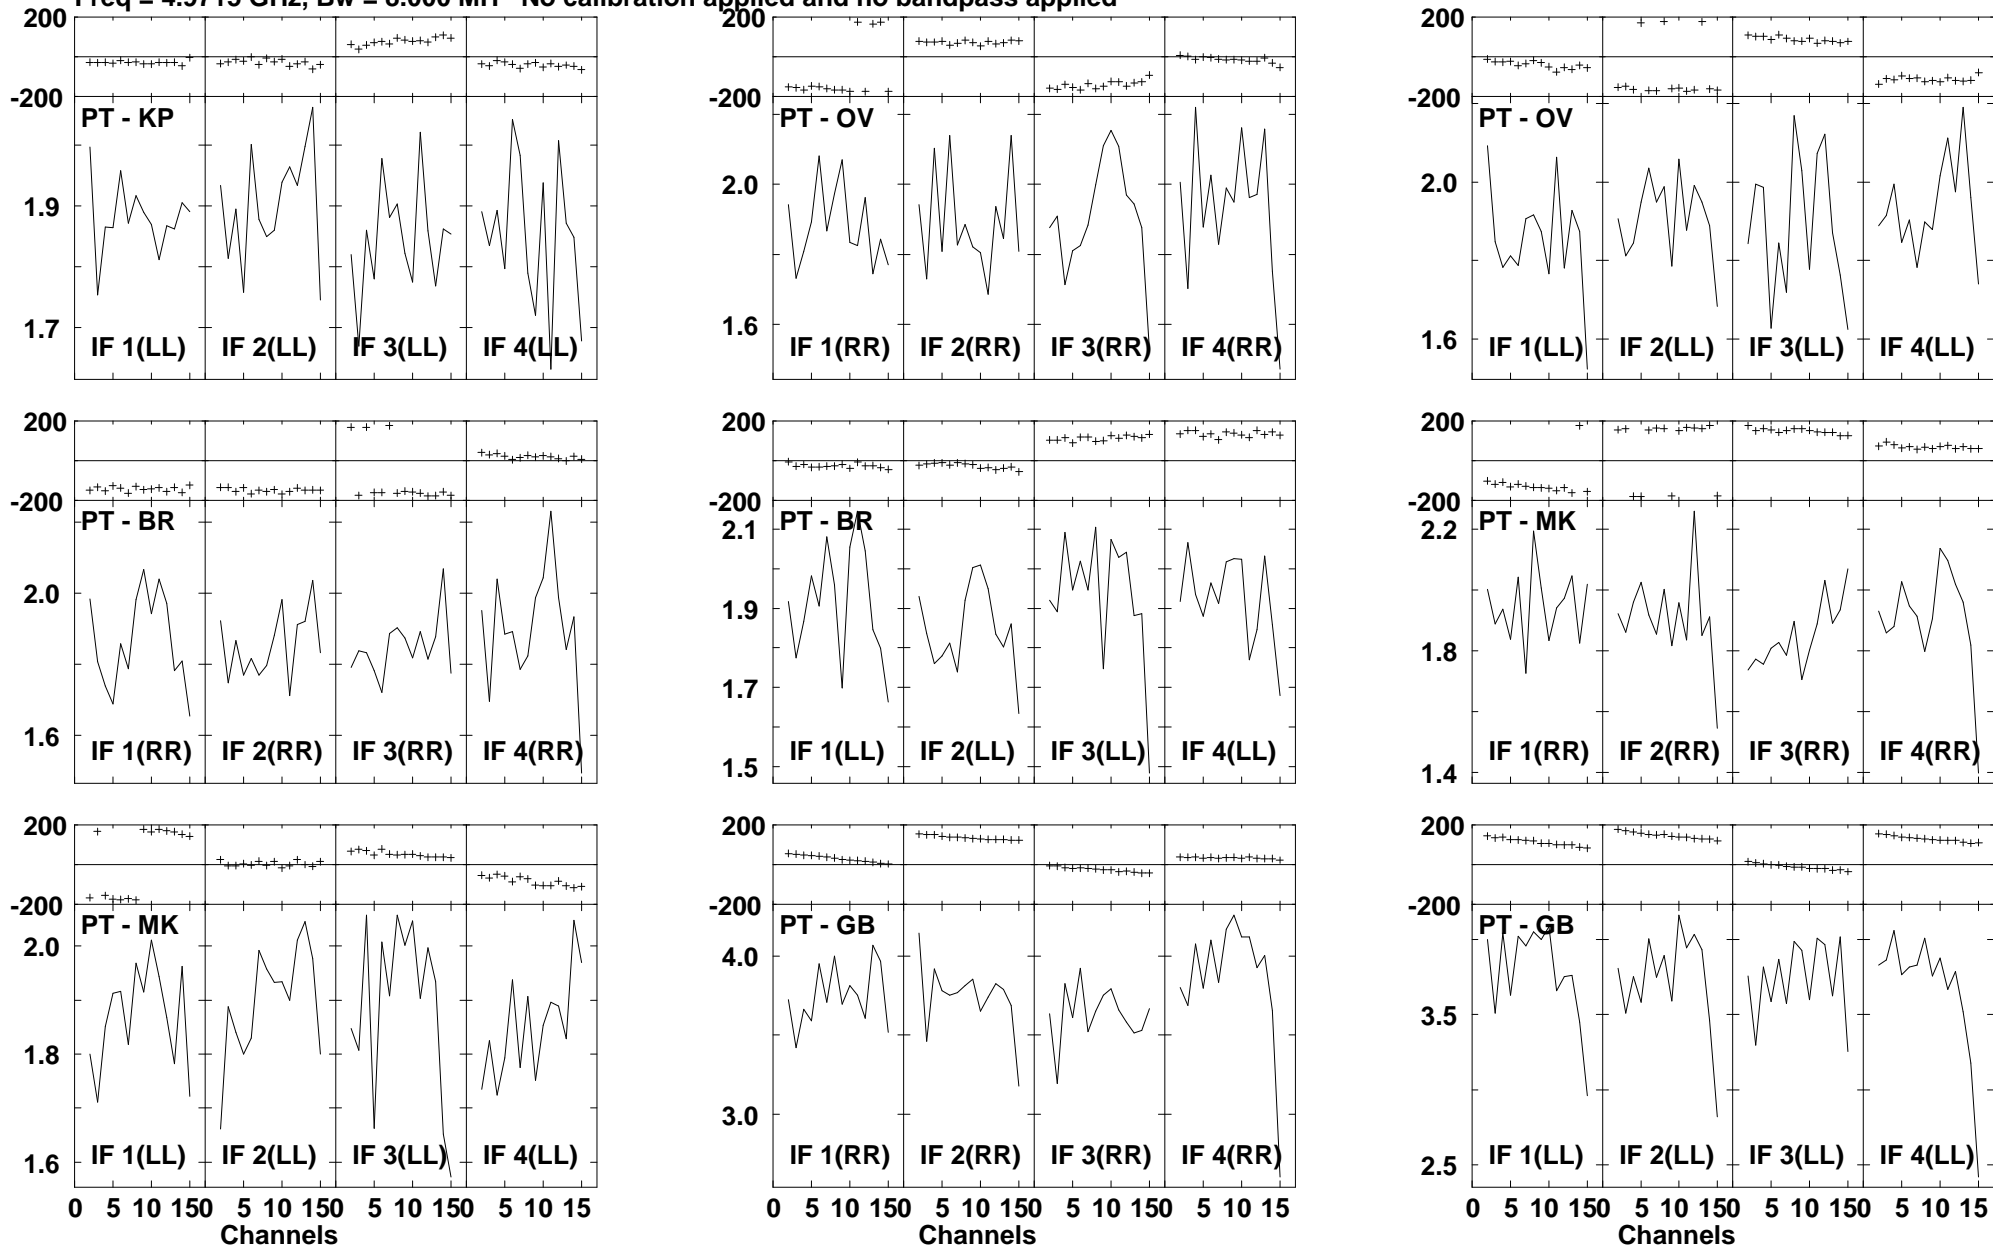 Freq = 4.9715 GHz, Bw = 8.000 MH No calibration applied and no bandpass applied
200 200 200
-200 -200 -200
PT - KP PT - OV PT - OV
2.0 2.0
1.9
1.7 1.6 1.6
IF 1(LL) IF 2(LL) IF 3(LL) IF 4(LL) IF 1(RR) IF 2(RR) IF 3(RR) IF 4(RR) IF 1(LL) IF 2(LL) IF 3(LL) IF 4(LL)
200 200 200
-200 -200 -200
PT - BR PT - BR PT - MK
2.1 2.2
2.0 1.9
1.7 1.8
1.6
IF 1(RR) IF 2(RR) IF 3(RR) IF 4(RR) IF 1(LL) IF 2(LL) IF 3(LL) IF 4(LL) IF 1(RR) IF 2(RR) IF 3(RR) IF 4(RR)
1.5 1.4
200 200 200
-200 -200 -200
PT - MK PT - GB PT - GB
2.0 4.0
1.8 3.5
3.0
1.6 2.5
IF 1(LL) IF 2(LL) IF 3(LL) IF 4(LL) IF 1(RR) IF 2(RR) IF 3(RR) IF 4(RR) IF 1(LL) IF 2(LL) IF 3(LL) IF 4(LL)
0 5 10 150 5 10 150 5 10 150 5 10 15 0 5 10 150 5 10 150 5 10 150 5 10 15 0 5 10 150 5 10 150 5 10 150 5 10 15
Channels Channels Channels